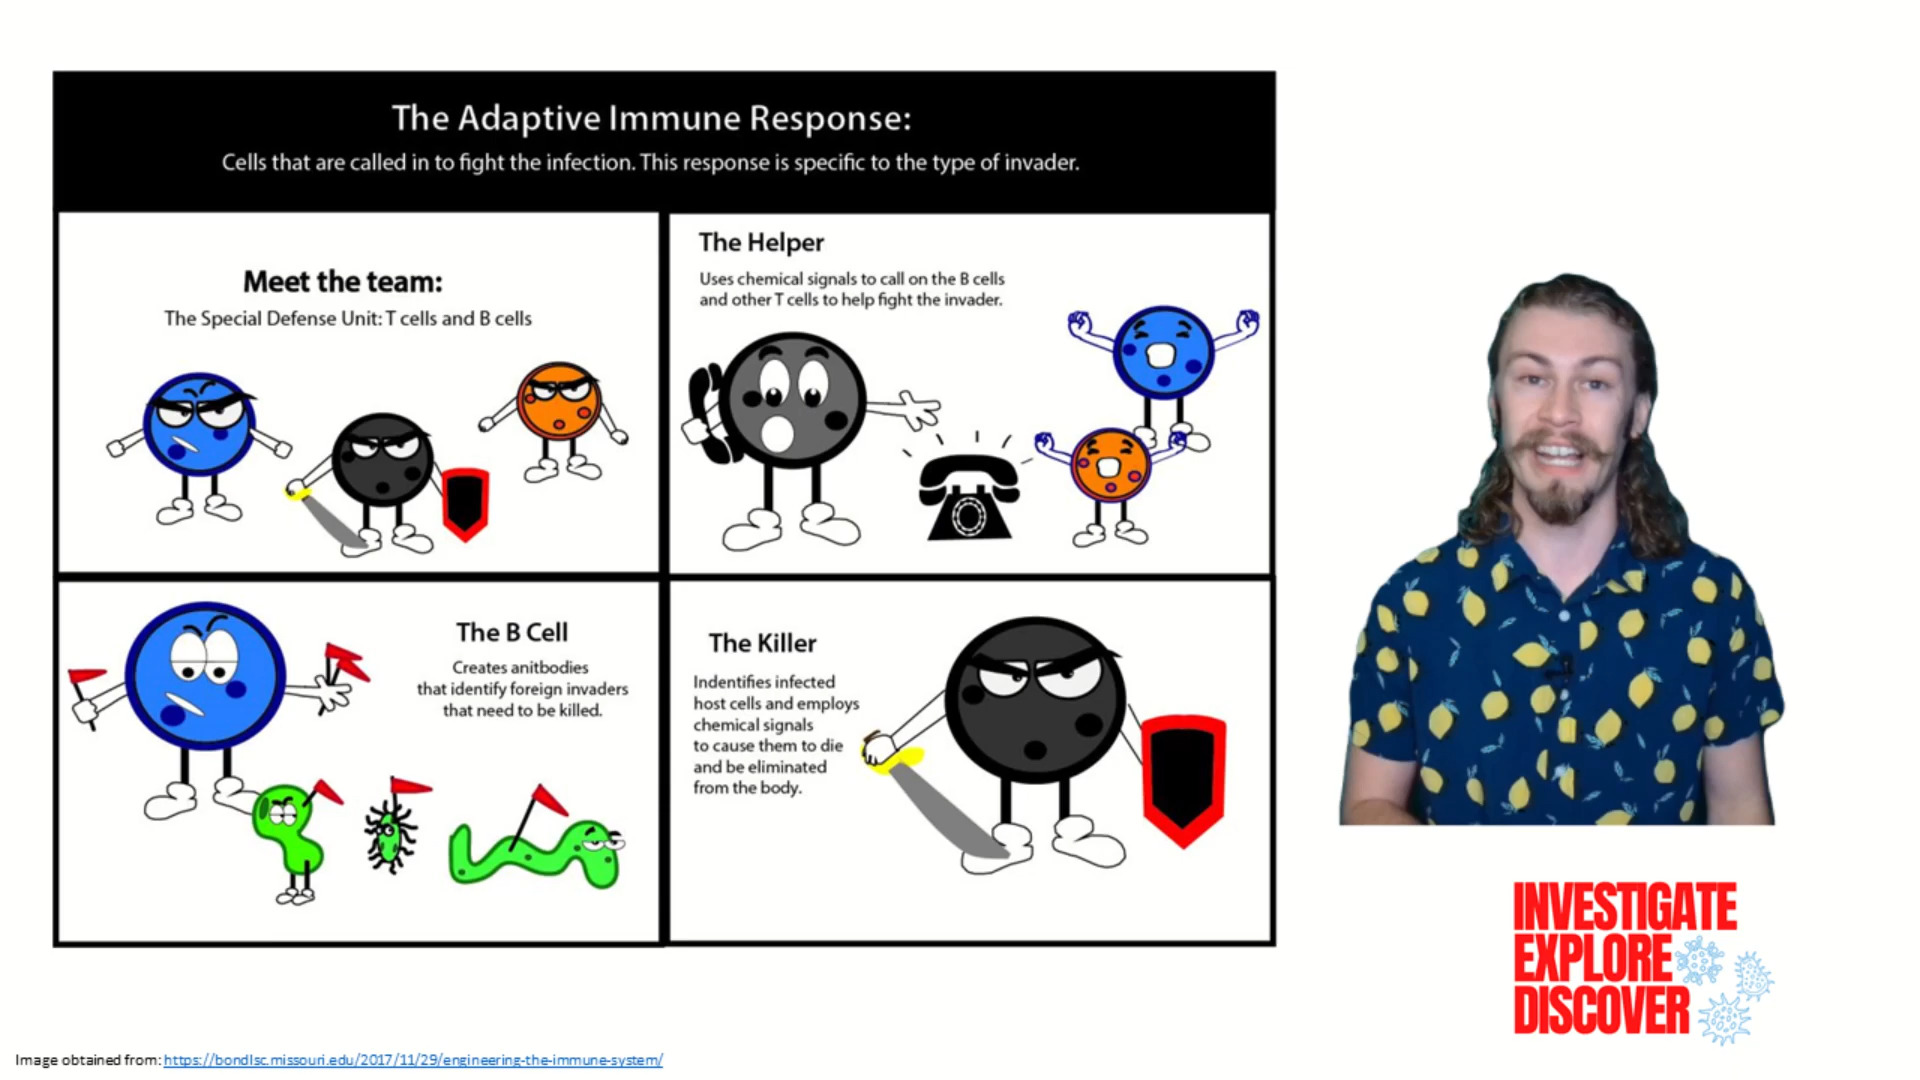 The Adaptive Immune Response:
Cells that are called in to fight the infection. This response is specific to the type of invader.
Meet the team:
The Special Defense Unit: T cells and B cells
The Helper
Uses chemical signals to call on the B cells
and other T cells to help fight the invader.
The B Cell
Creates anitbodies
that identify foreign invaders
that need to be killed.
The Killer
Indentifies infected
host cells and employs
chemical signals
to cause them to die
and be eliminated
from the body.
INVESTIGATE
EXPLORE
DISCOVER
Image obtained from: https://bondlsc.missouri.edu/2017/11/29/engineering-the-immune-system/